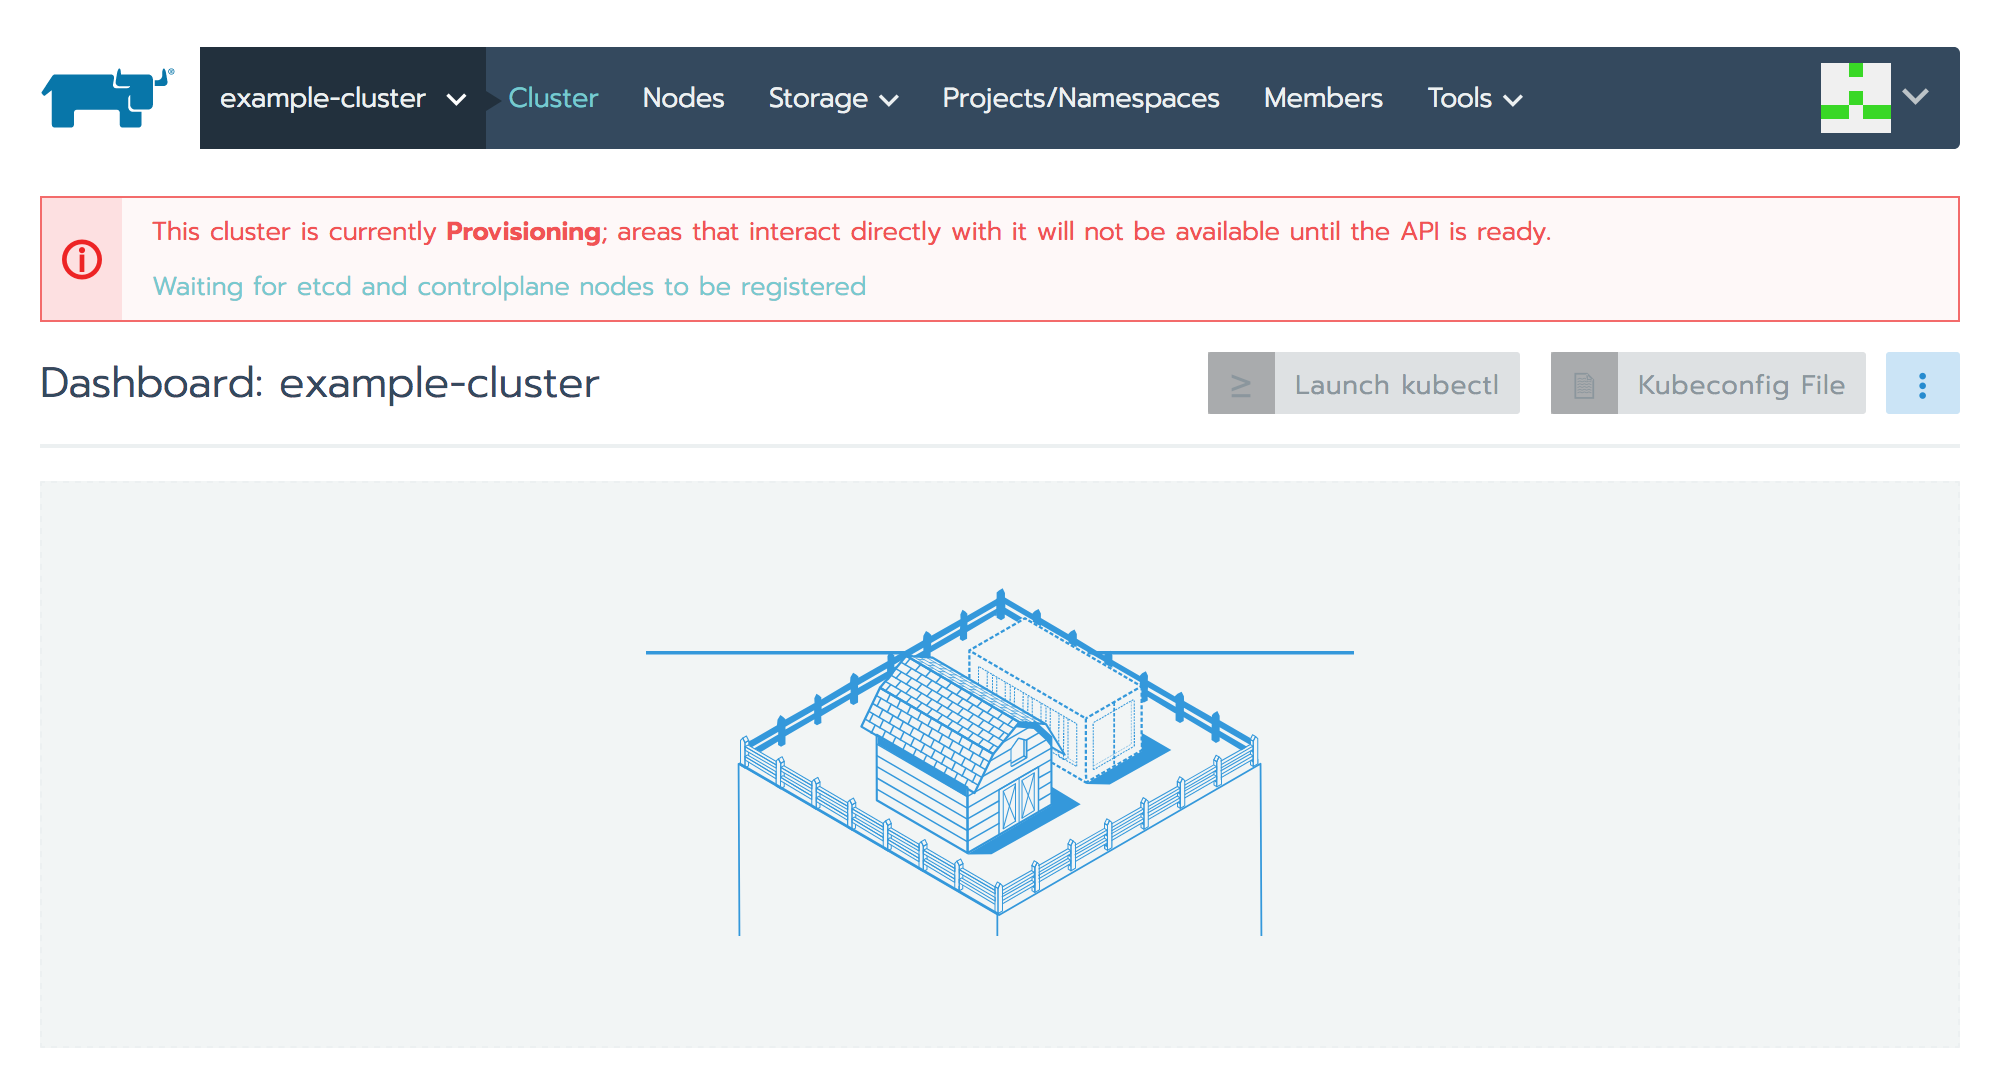 example-cluster Cluster Nodes Storage Projects/Namespaces Members Tools
This cluster is currently Provisioning; areas that interact directly with it will not be available until the API is ready.
Waiting for etcd and controlplane nodes to be registered
Dashboard: example-cluster Launch kubectl Kubeconfig File